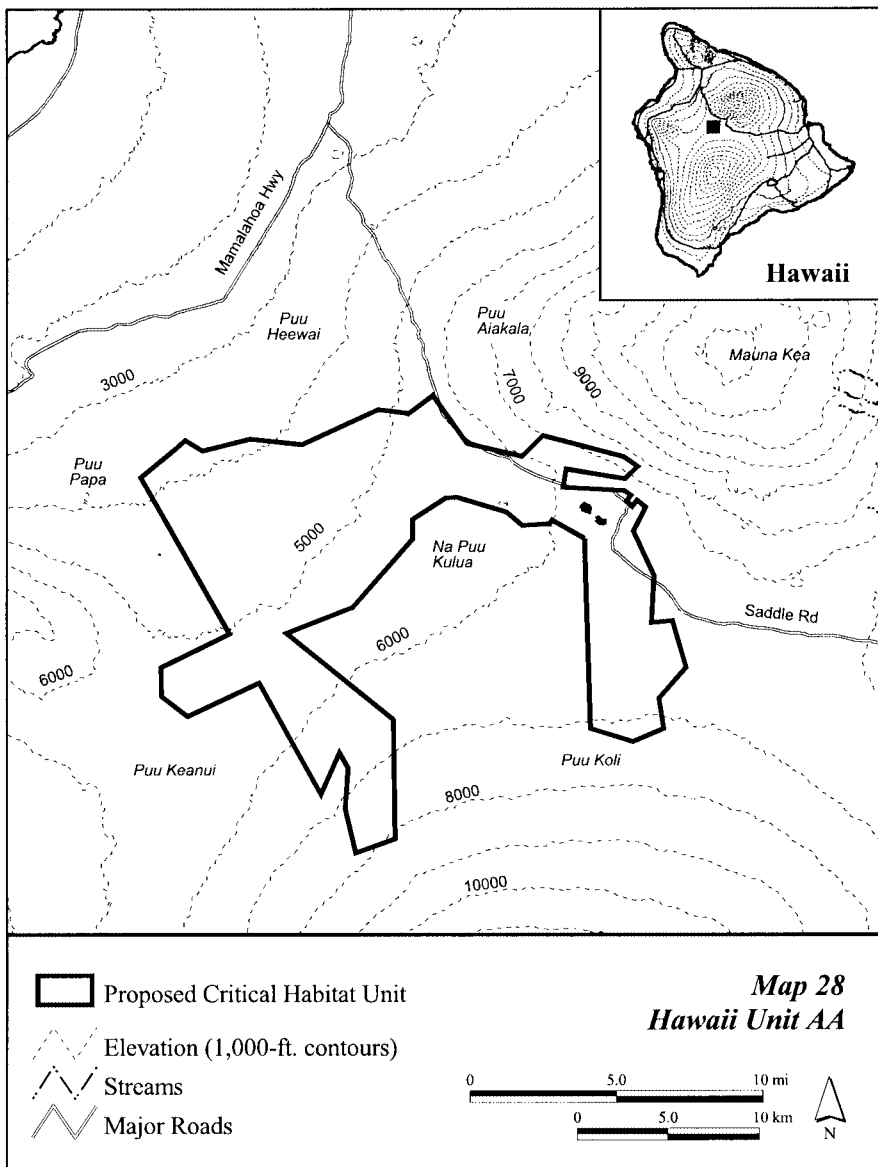 Hawaii
Mamalahoa Hwy
Puu
Heewai
Puu
Aiakala
Mauna Kea
3000
7000
9000
Puu
Papa
5000
Na Puu
Kulua
Saddle Rd
6000
6000
Puu Keanui
Puu Koli
8000
10000
Proposed Critical Habitat Unit
Elevation (1,000-ft. contours)
Streams
Major Roads
Map 28
Hawaii Unit AA
0 5.0 10 mi
0 5.0 10 km
N